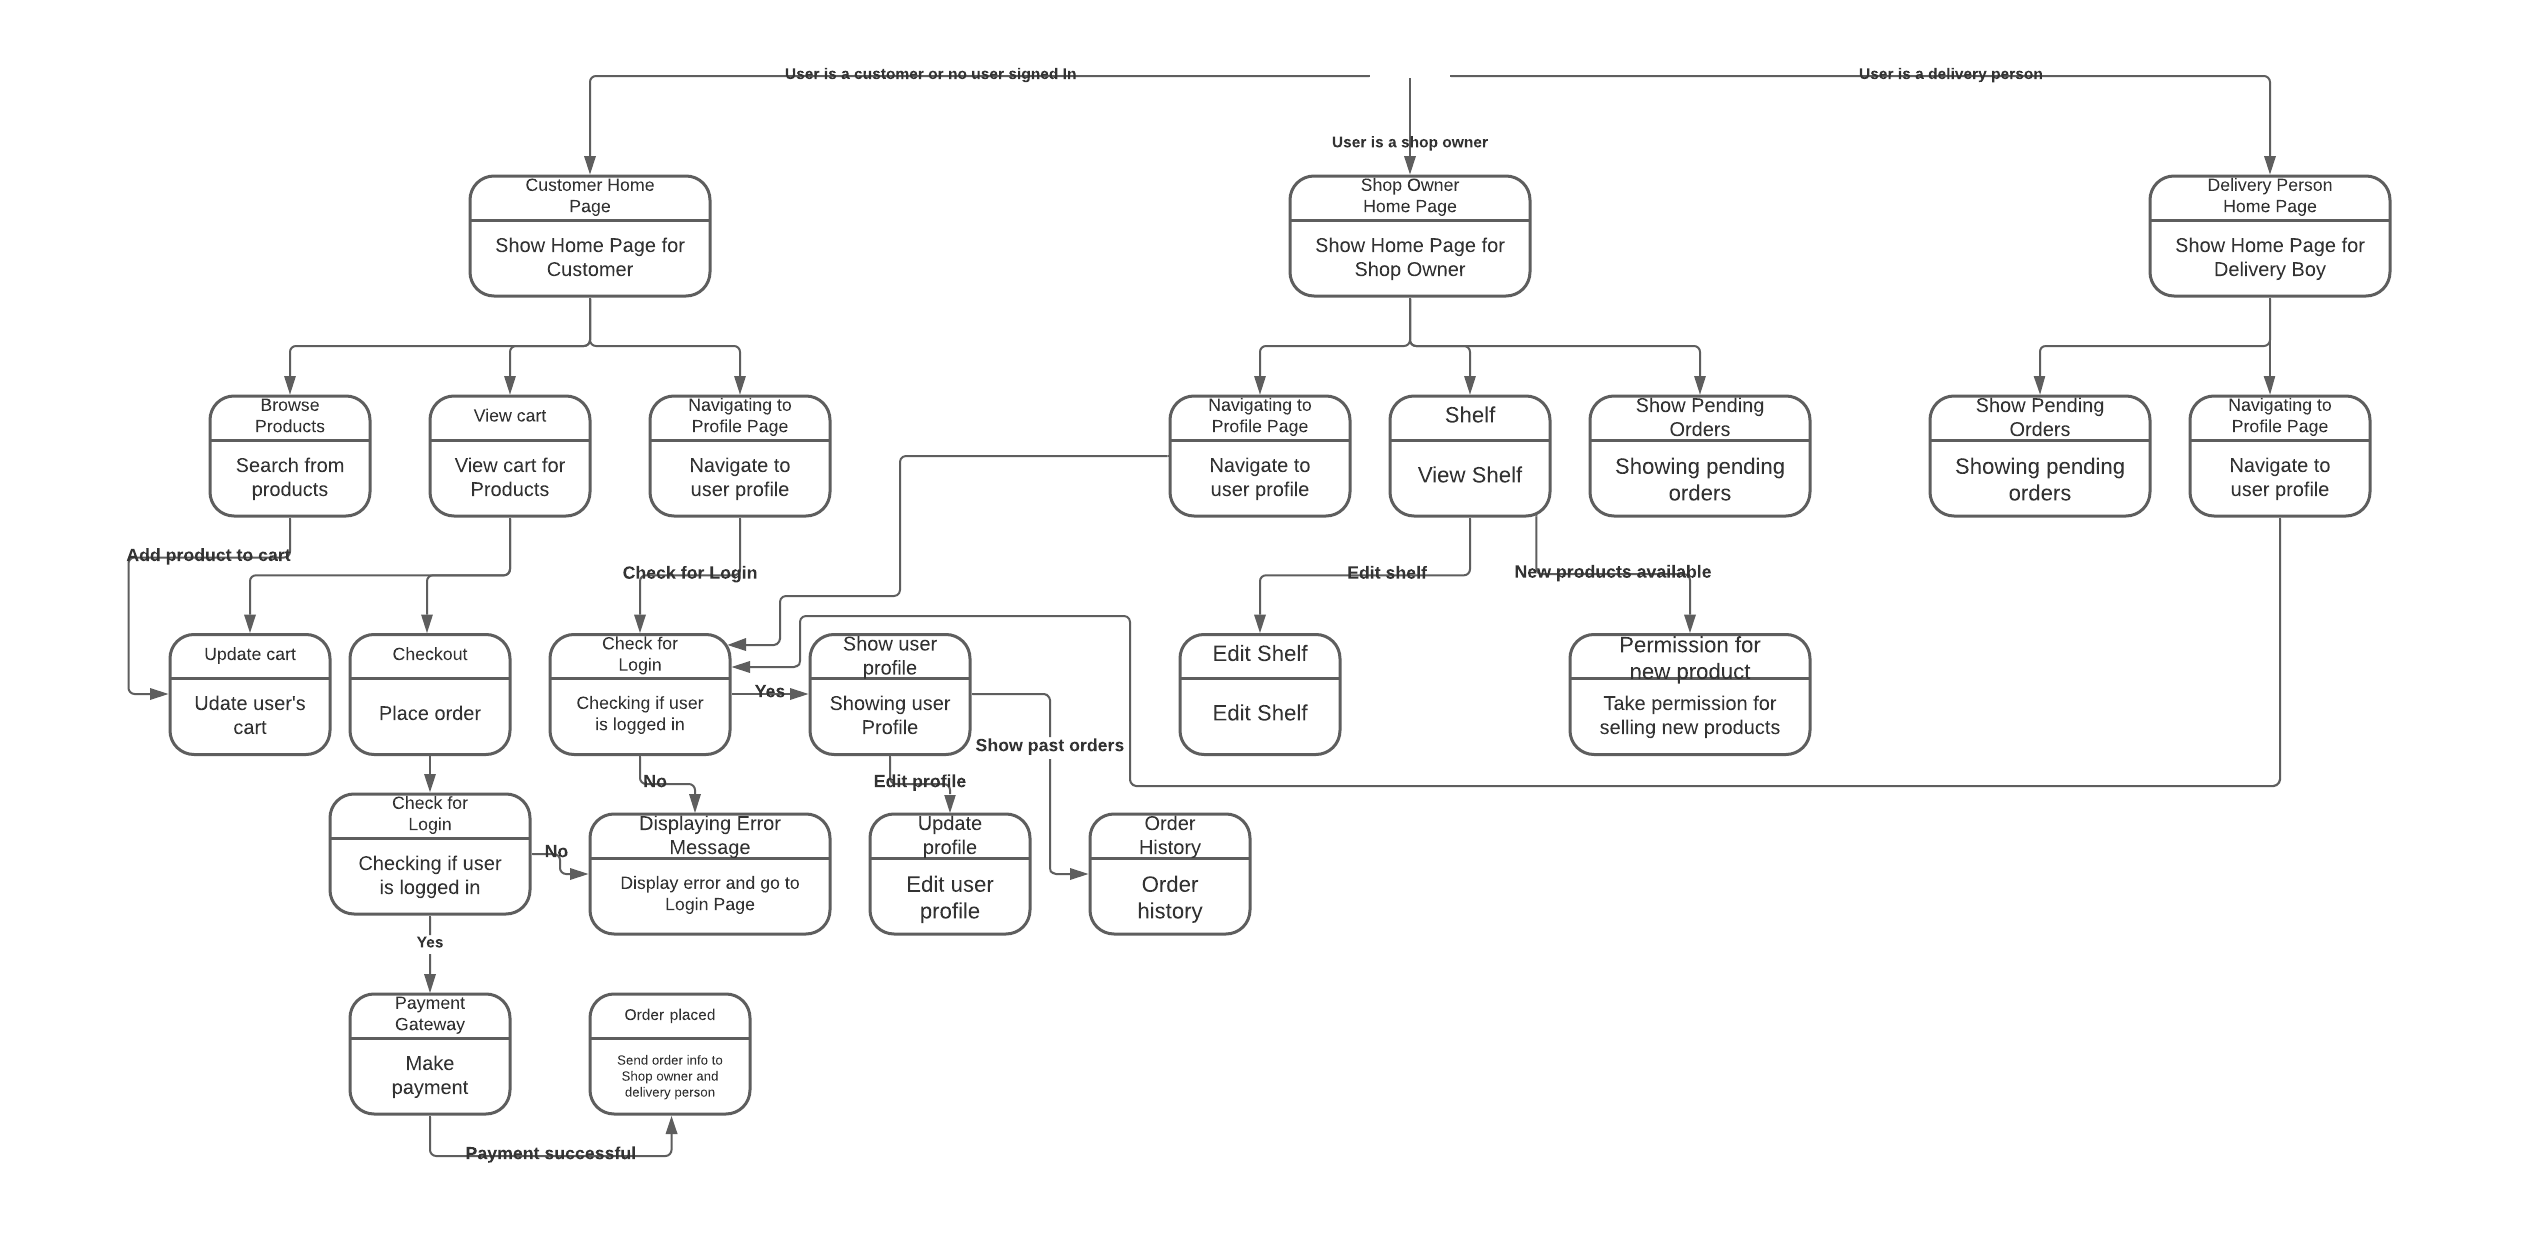 User is a customer or no user signed In
User is a delivery person
User is a shop owner
Customer Home
Page
Show Home Page for
Customer
Shop Owner
Home Page
Show Home Page for
Shop Owner
Delivery Person
Home Page
Show Home Page for
Delivery Boy
Browse
Products
Search from
products
View cart
View cart for
Products
Navigating to
Profile Page
Navigate to
user profile
Navigating to
Profile Page
Navigate to
user profile
Shelf
View Shelf
Show Pending
Orders
Showing pending
orders
Show Pending
Orders
Showing pending
orders
Navigating to
Profile Page
Navigate to
user profile
Add product to cart
Check for Login
Edit shelf
New products available
Update cart
Udate user's
cart
Checkout
Place order
Check for
Login
Checking if user
is logged in
Yes
Show user
profile
Showing user
Profile
Show past orders
Edit Shelf
Edit Shelf
Permission for
new product
Take permission for
selling new products
No
Edit profile
Check for
Login
Checking if user
is logged in
No
Displaying Error
Message
Display error and go to
Login Page
Update
profile
Edit user
profile
Order
History
Order
history
Yes
Payment
Gateway
Make
payment
Order placed
Send order info to
Shop owner and
delivery person
Payment successful